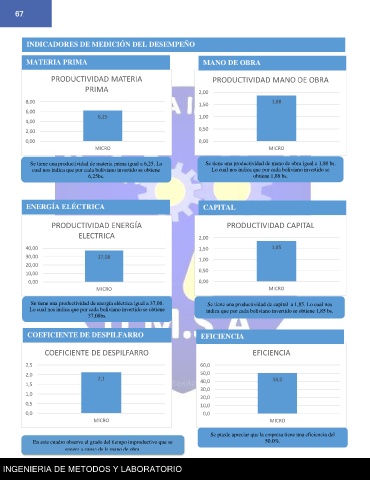 67
INDICADORES DE MEDICIÓN DEL DESEMPEÑO
MATERIA PRIMA
PRODUCTIVIDAD MATERIA
PRIMA
8,00
6,00
4,00
2,00
0,00
6,25
MICRO
Se tiene una productividad de materia prima igual a 6,25. Lo
cual nos indica que por cada boliviano invertido se obtiene
6,25bs.
MANO DE OBRA
PRODUCTIVIDAD MANO DE OBRA
2,00
1,50
1,00
0,50
0,00
1,88
MICRO
Se tiene una productividad de mano de obra igual a 1,88 bs.
Lo cual nos indica que por cada boliviano invertido se
obtiene 1,88 bs.
ENERGÍA ELÉCTRICA
PRODUCTIVIDAD ENERGÍA
ELECTRICA
40,00
30,00
20,00
10,00
0,00
37,08
MICRO
Se tiene una productividad de energía eléctrica igual a 37,08.
Lo cual nos indica que por cada boliviano invertido se obtiene
37,08bs.
CAPITAL
PRODUCTIVIDAD CAPITAL
2,00
1,50
1,00
0,50
0,00
1,85
MICRO
Se tiene una productividad de capital a 1,85. Lo cual nos
indica que por cada boliviano invertido se obtiene 1,85 bs.
COEFICIENTE DE DESPILFARRO
COEFICIENTE DE DESPILFARRO
2,5
2,0
1,5
1,0
0,5
0,0
2,1
MICRO
En este cuadro observa al grado del tiempo improductivo que se
genera a causa de la mano de obra
EFICIENCIA
EFICIENCIA
60,0
50,0
40,0
30,0
20,0
10,0
0,0
50,0
MICRO
Se puede apreciar que la empresa tiene una eficiencia del
50.0%.
U.M.S.A.
INGENIERIA DE METODOS Y LABORATORIO